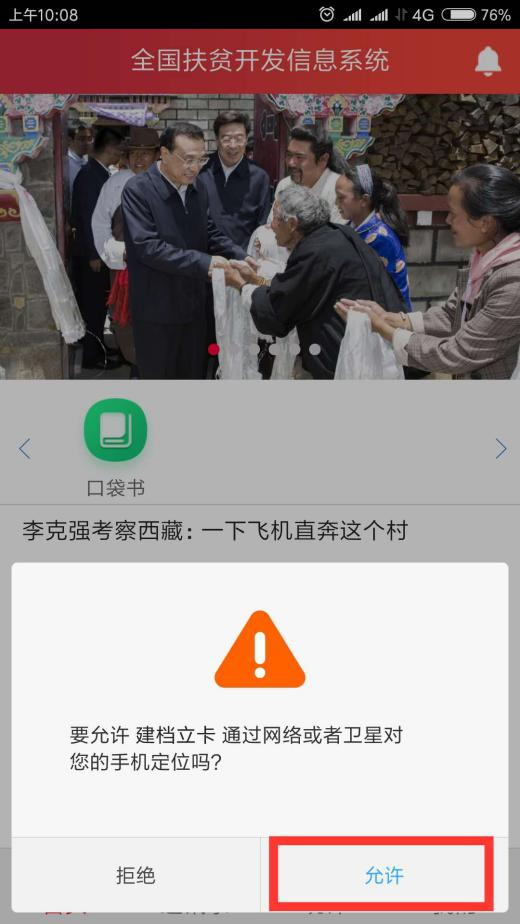 上午10:08
4G
76%
全国扶贫开发信息系统
口袋书
李克强考察西藏：一下飞机直奔这个村
要允许 建档立卡 通过网络或者卫星对
您的手机定位吗?
拒绝
允许